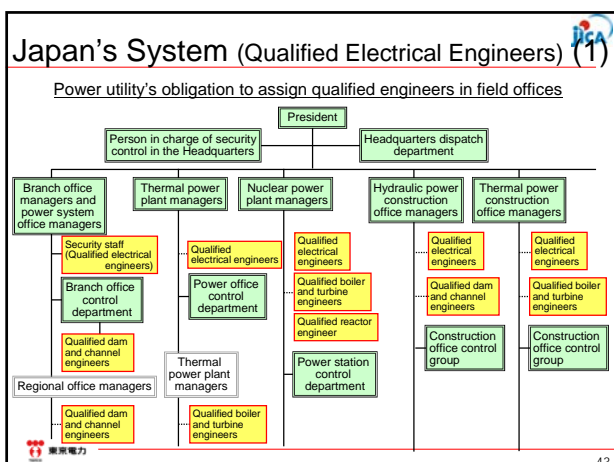 jica
Japan's System (Qualified Electrical Engineers) (1)
Power utility's obligation to assign qualified engineers in field offices
President
Person in charge of security
control in the Headquarters
Headquarters dispatch
department
Branch office
managers and
power system
office managers
Thermal power
plant managers
Nuclear power
plant managers
Hydraulic power
construction
office managers
Thermal power
construction
office managers
Security staff
(Qualified electrical
engineers)
Qualified
electrical engineers
Qualified
electrical
engineers
Qualified
electrical
engineers
Qualified
electrical
engineers
Branch office
control
department
Power office
control
department
Qualified boiler
and turbine
engineers
Qualified dam
and channel
engineers
Qualified boiler
and turbine
engineers
Qualified reactor
engineer
Qualified dam
and channel
engineers
Construction
office control
group
Construction
office control
group
Regional office managers
Thermal
power plant
managers
Power station
control
department
Qualified dam
and channel
engineers
Qualified boiler
and turbine
engineers
東京電力